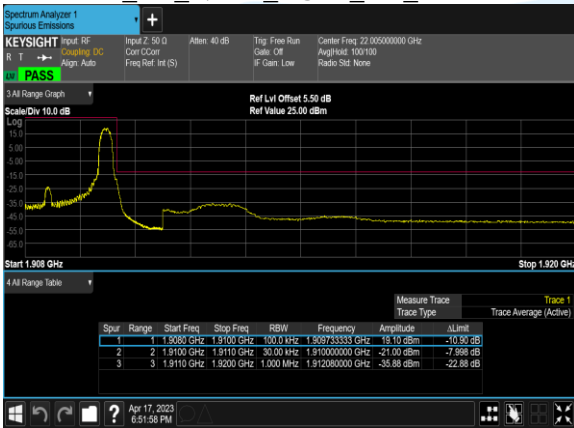 Spectrum Analyzer 1
Spurious Emissions
KEYSIGHT Input: RF Input Z: 50 Ω Atten: 40 dB Trig: Free Run Center Freq: 22.005000000 GHz
R T Coupling: DC Corr CCorr Gate: Off Avg|Hold: 100/100
Align: Auto Freq Ref: Int (S) IF Gain: Low Radio Std: None
LM PASS
3 All Range Graph
Ref Lvl Offset 5.50 dB
Scale/Div 10.0 dB Ref Value 25.00 dBm
Log
15.0
5.00
-5.00
-15.0
-25.0
-35.0
-45.0
-55.0
-65.0
Start 1.908 GHz Stop 1.920 GHz
4 All Range Table
Measure Trace Trace 1
Trace Type Trace Average (Active)
Spur Range Start Freq Stop Freq RBW Frequency Amplitude ΔLimit
1 1 1.9080 GHz 1.9100 GHz 100.0 kHz 1.909733333 GHz 19.10 dBm -10.90 dB
2 2 1.9100 GHz 1.9110 GHz 30.00 kHz 1.910000000 GHz -21.00 dBm -7.998 dB
3 3 1.9110 GHz 1.9200 GHz 1.000 MHz 1.912080000 GHz -35.88 dBm -22.88 dB
? Apr 17, 2023
6:51:58 PM